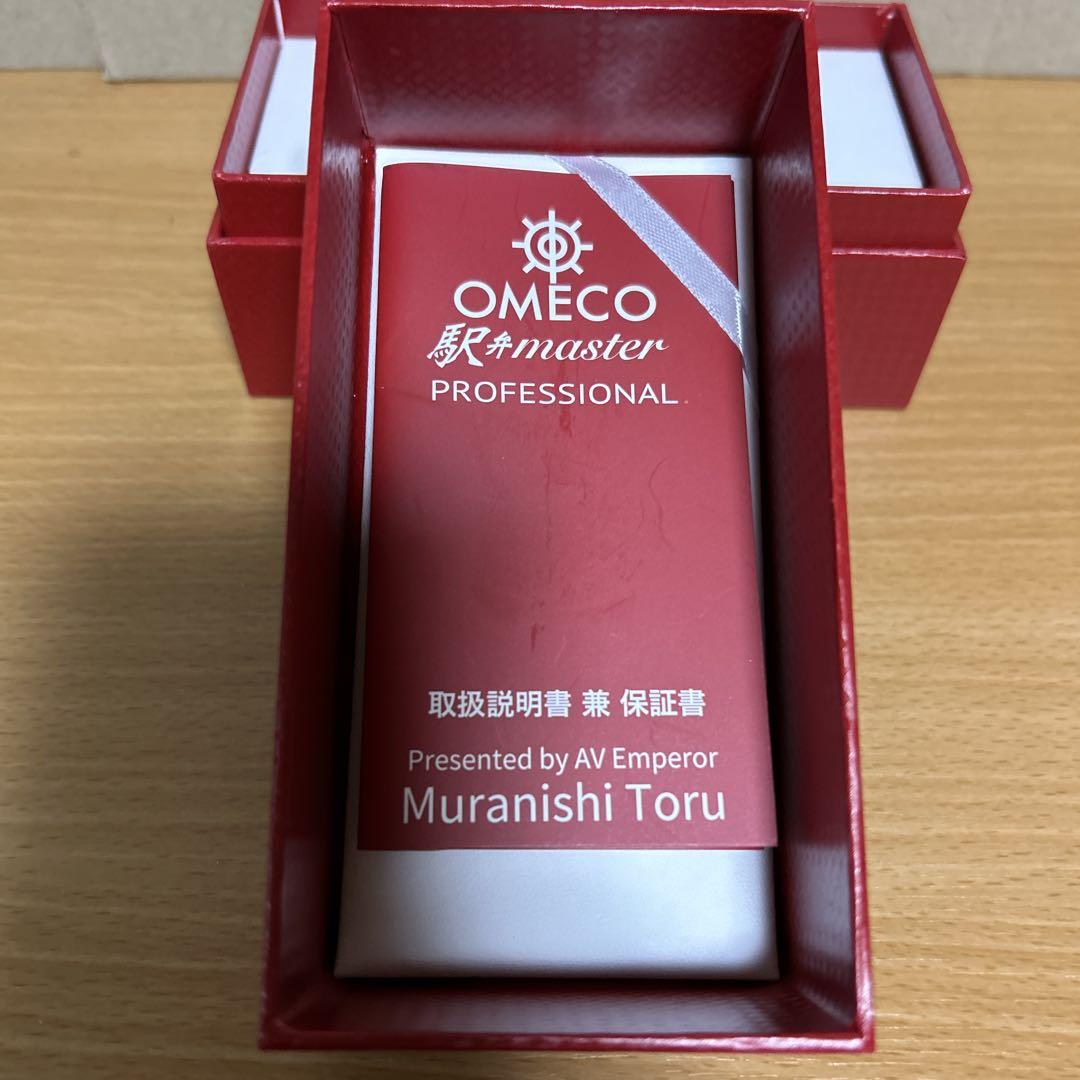 OMECO
駅弁master
PROFESSIONAL
取扱説明書 兼 保証書
Presented by AV Emperor
Muranishi Toru